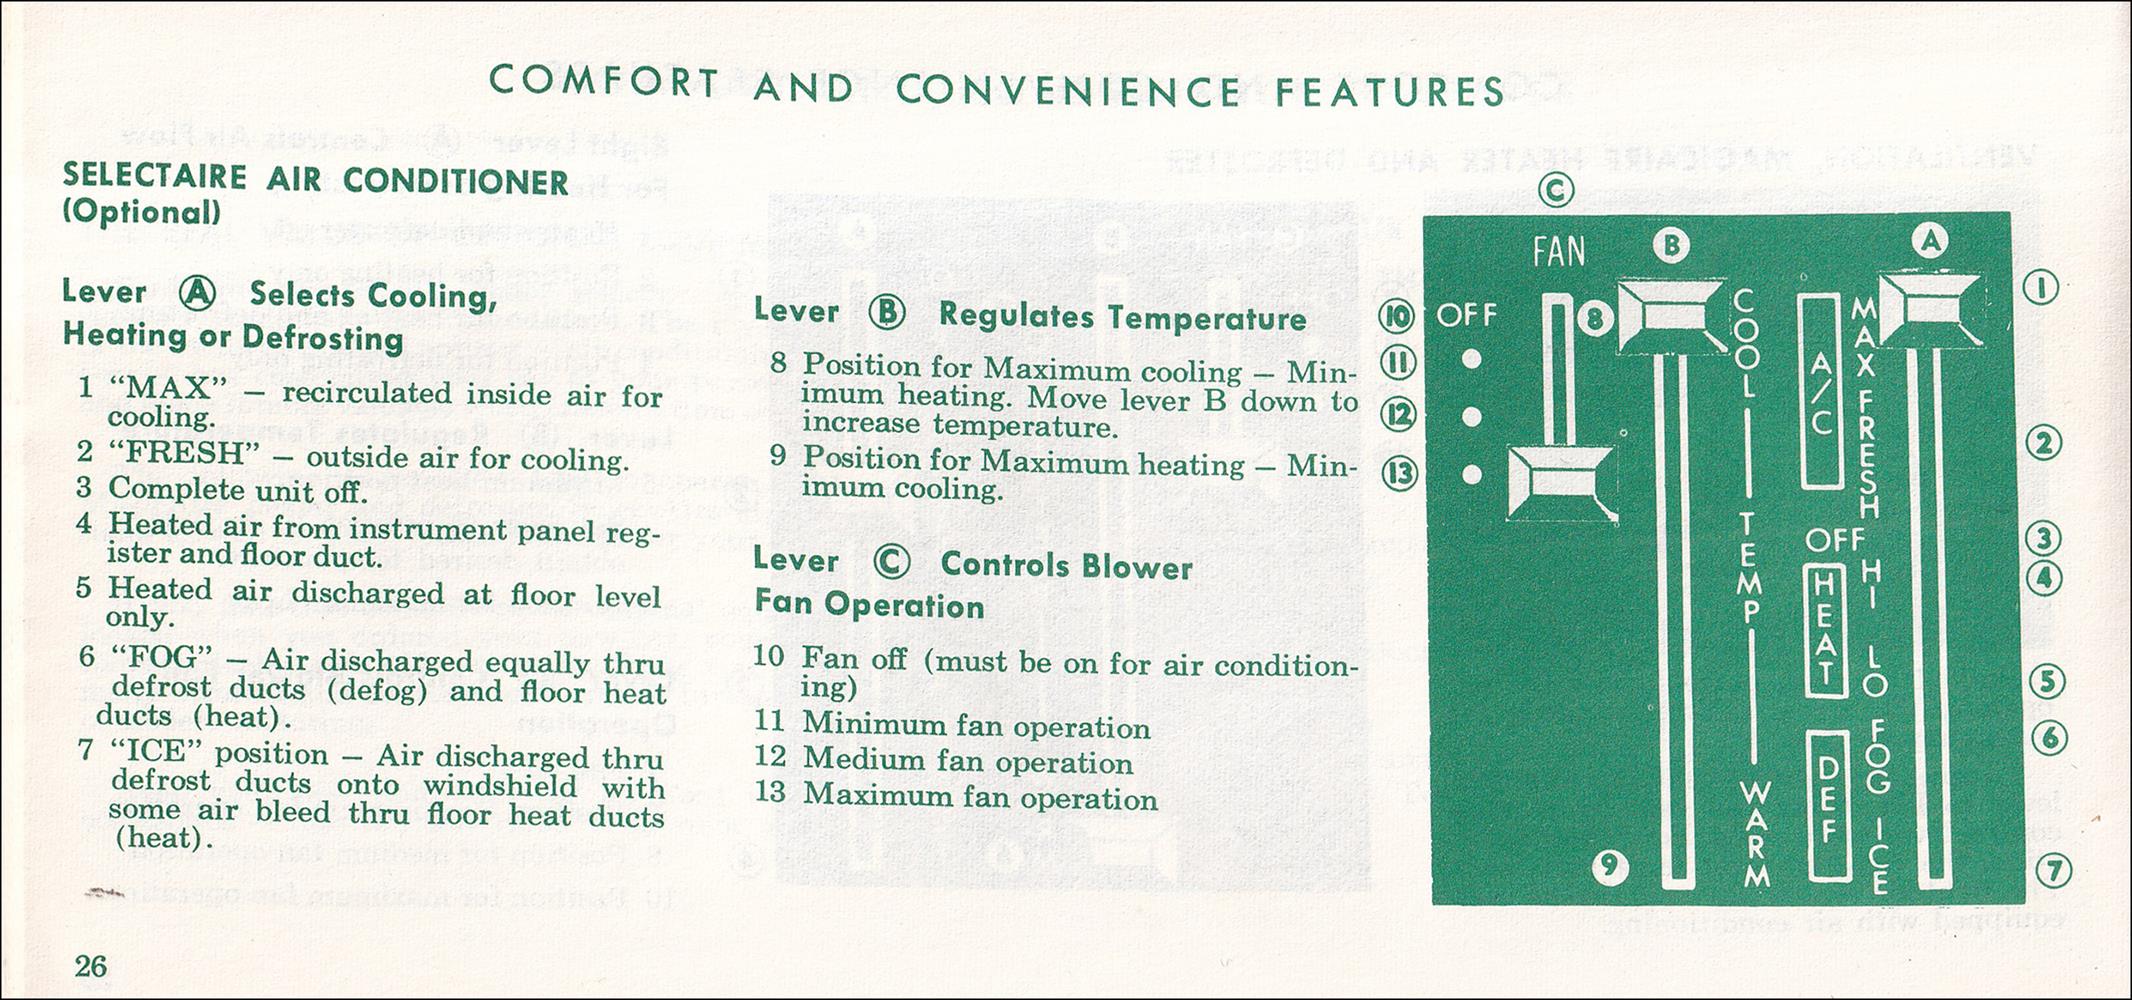 COMFORT AND CONVENIENCE FEATURES
SELECTAIRE AIR CONDITIONER
(Optional)
Lever Ⓐ Selects Cooling,
Heating or Defrosting
1 “MAX” — recirculated inside air for
cooling.
2 “FRESH” — outside air for cooling.
3 Complete unit off.
4 Heated air from instrument panel reg-
ister and floor duct.
5 Heated air discharged at floor level
only.
6 “FOG” — Air discharged equally thru
defrost ducts (defog) and floor heat
ducts (heat).
7 “ICE” position — Air discharged thru
defrost ducts onto windshield with
some air bleed thru floor heat ducts
(heat).
26
Lever Ⓑ Regulates Temperature
8 Position for Maximum cooling — Min-
imum heating. Move lever B down to
increase temperature.
9 Position for Maximum heating — Min-
imum cooling.
Lever Ⓒ Controls Blower
Fan Operation
10 Fan off (must be on for air condition-
ing)
11 Minimum fan operation
12 Medium fan operation
13 Maximum fan operation
Ⓒ
FAN
Ⓑ
Ⓐ
⑩ OFF
⑪
⑫
⑬
⑧
COOL
TEMP
WARM
⑨
A/C
OFF
HEAT
DEF
MAX
FRESH
HI
LO
FOG
ICE
①
②
③
④
⑤
⑥
⑦